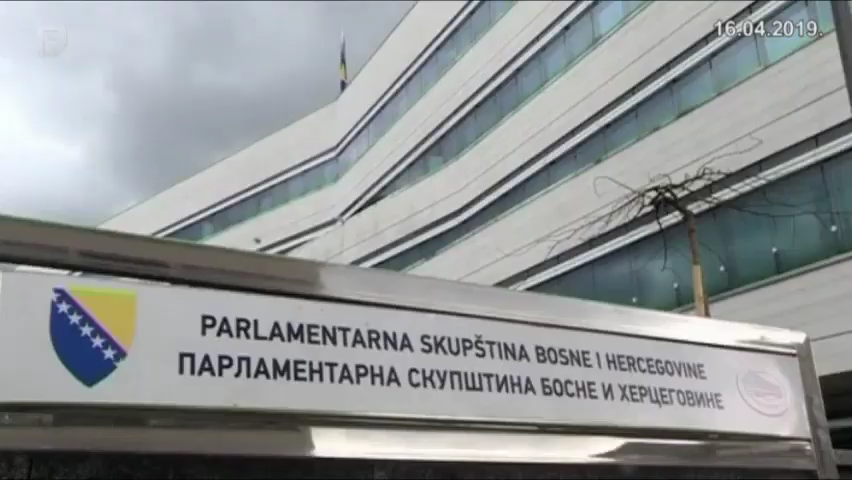 16.04.2019.
PARLAMENTARNA SKUPŠTINA BOSNE I HERCEGOVINE
ПАРЛАМЕНТАРНА СКУПШТИНА БОСНЕ И ХЕРЦЕГОВИНЕ